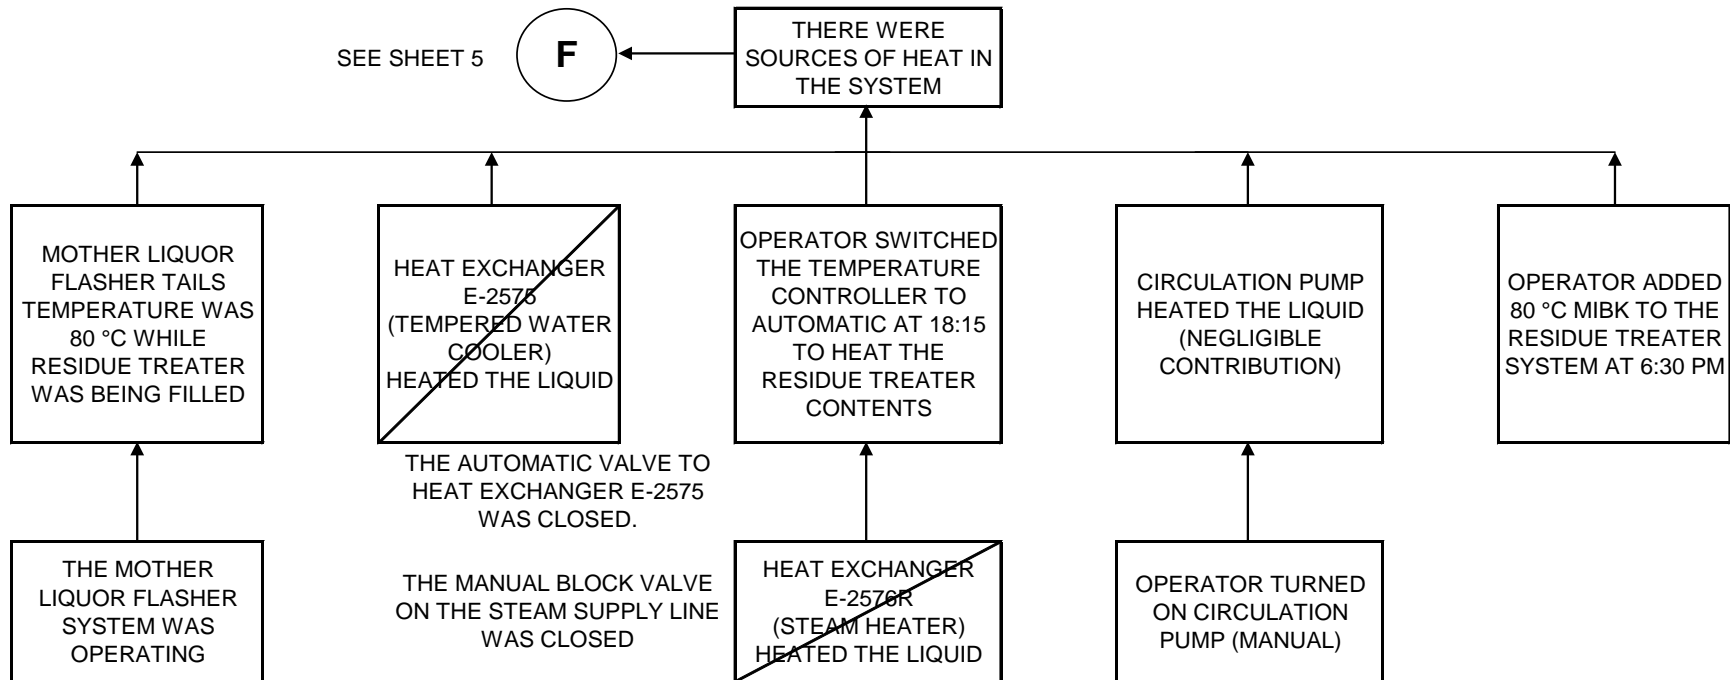 SEE SHEET 5
F
THERE WERE
SOURCES OF HEAT IN
THE SYSTEM
MOTHER LIQUOR
FLASHER TAILS
TEMPERATURE WAS
80 °C WHILE
RESIDUE TREATER
WAS BEING FILLED
HEAT EXCHANGER
E-2575
(TEMPERED WATER
COOLER)
HEATED THE LIQUID
OPERATOR SWITCHED
THE TEMPERATURE
CONTROLLER TO
AUTOMATIC AT 18:15
TO HEAT THE
RESIDUE TREATER
CONTENTS
CIRCULATION PUMP
HEATED THE LIQUID
(NEGLIGIBLE
CONTRIBUTION)
OPERATOR ADDED
80 °C MIBK TO THE
RESIDUE TREATER
SYSTEM AT 6:30 PM
THE AUTOMATIC VALVE TO
HEAT EXCHANGER E-2575
WAS CLOSED.
THE MOTHER
LIQUOR FLASHER
SYSTEM WAS
OPERATING
THE MANUAL BLOCK VALVE
ON THE STEAM SUPPLY LINE
WAS CLOSED
HEAT EXCHANGER
E-2576R
(STEAM HEATER)
HEATED THE LIQUID
OPERATOR TURNED
ON CIRCULATION
PUMP (MANUAL)